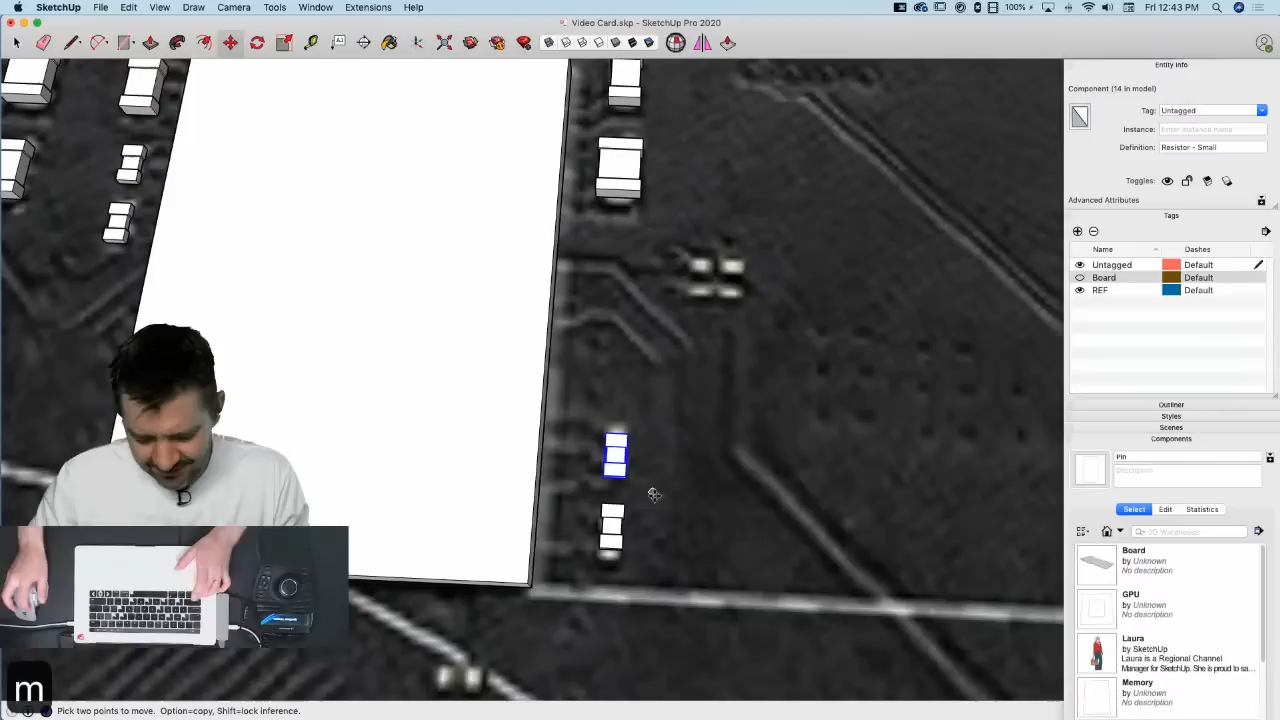 SketchUp File Edit View Draw Camera Tools Window Extensions Help 100% Fri 12:43 PM
Video Card.skp - SketchUp Pro 2020
Entity Info
Component (14 in model)
Tag: Untagged
Instance: Enter instance name
Definition: Resistor - Small
Toggles:
Advanced Attributes
Tags
Name Dashes
Untagged Default
Board Default
REF Default
Outliner
Styles
Scenes
Components
Pin
Description
Select Edit Statistics
3D Warehouse
Board
by Unknown
No description
GPU
by Unknown
No description
Laura
by SketchUp
Laura is a Regional Channel
Manager for SketchUp. She is proud to sa...
Memory
by Unknown
No description
m
Pick two points to move. Option=copy, Shift=lock inference.